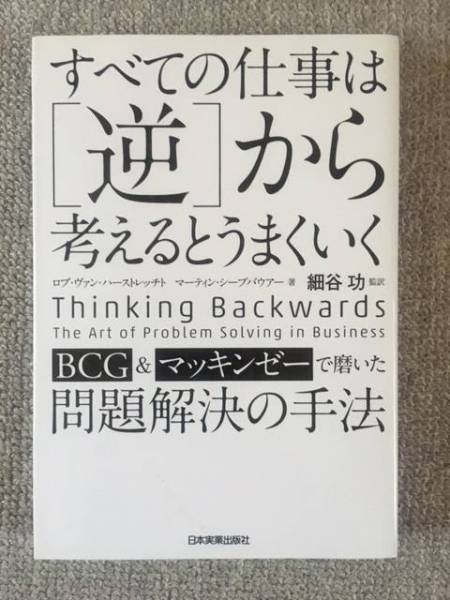 すべての仕事は
[逆]から
考えるとうまくいく
ロブ・ヴァン・ハーストレッチト マーティン・シープバウアー 著 細谷 功 監訳
Thinking Backwards
The Art of Problem Solving in Business
BCG & マッキンゼーで磨いた
問題解決の手法
日本実業出版社